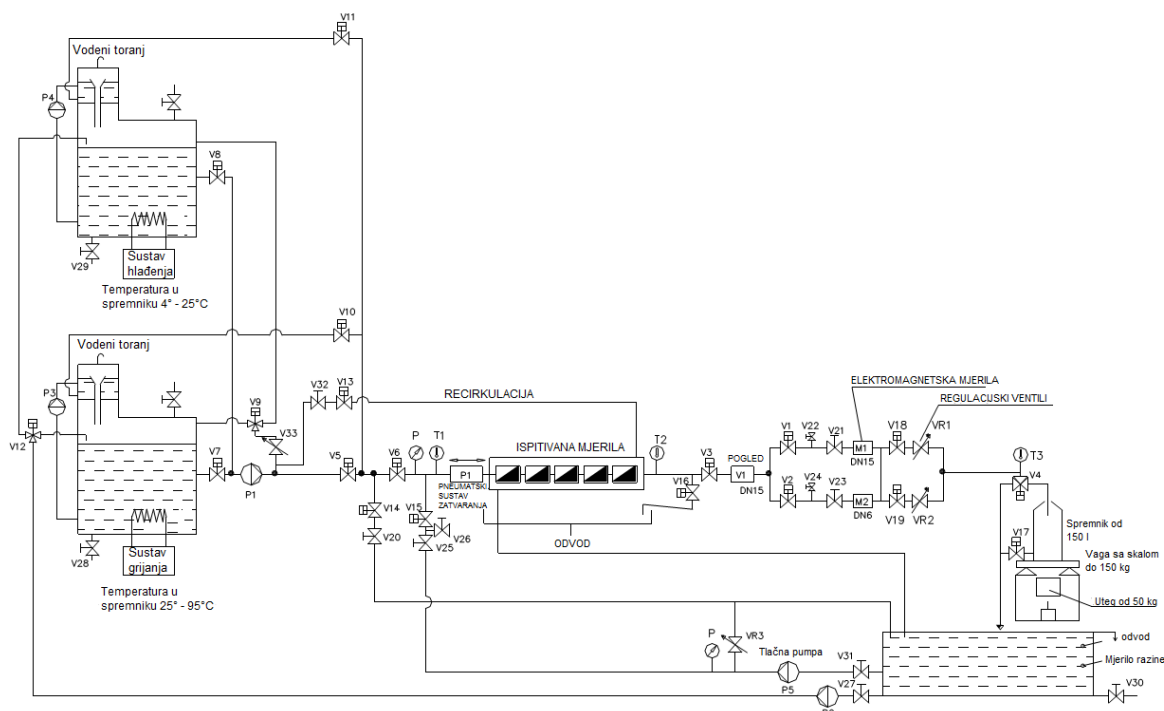 V11
Vodeni toranj
P4
V8
V29
Sustav
hlađenja
Temperatura u
spremniku 4° - 25°C
V10
Vodeni toranj
P3
V9
V32
V13
RECIRKULACIJA
V12
V33
V7
P1
V5
V6
P
T1
P1
PNEUMATSKI
SUSTAV
ZATVARANJA
ISPITIVANA MJERILA
T2
V16
V3
POGLED
V1
DN15
ELEKTROMAGNETSKA MJERILA
REGULACIJSKI VENTILI
V1
V22
V21
M1
DN15
V18
VR1
V2
V24
V23
M2
DN6
V19
VR2
T3
V4
V17
Spremnik od
150 l
Vaga sa skalom
do 150 kg
Uteg od 50 kg
V14
V20
V15
V26
V25
ODVOD
V28
Sustav
grijanja
Temperatura u
spremniku 25° - 95°C
P
VR3
Tlačna pumpa
P5
V31
V27
odvod
Mjerilo razine
V30